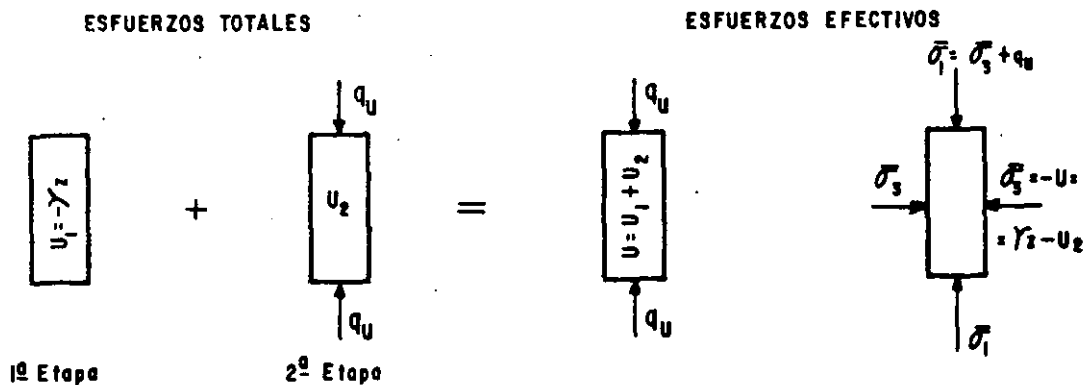 ESFUERZOS TOTALES
ESFUERZOS EFECTIVOS
σ̄₁= σ̄₃+qᵤ
qᵤ
qᵤ
U₁=-γz
+
U₂
=
U=U₁+U₂
σ̄₃
σ̄₃=-U=
=γz-U₂
qᵤ
qᵤ
σ̄₁
1ª Etapa
2ª Etapa